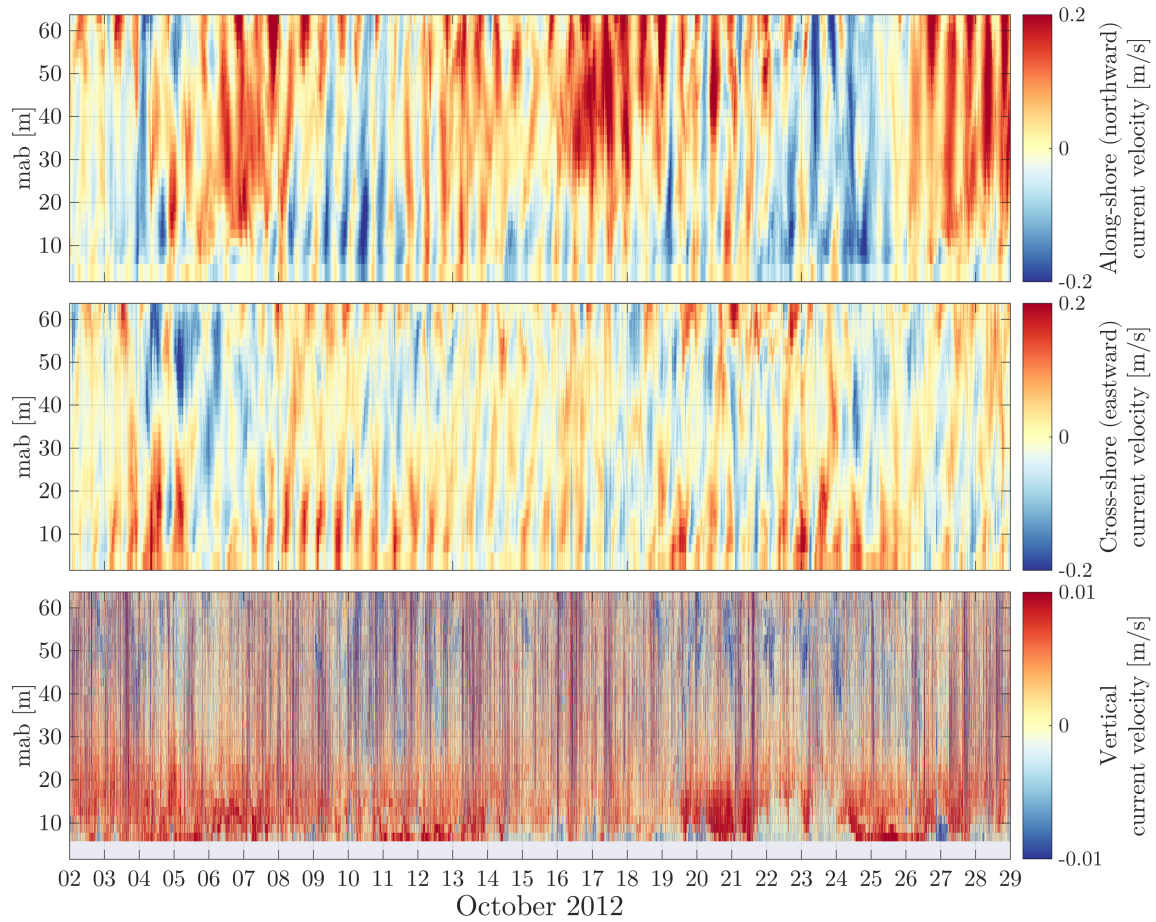 60
50
40
30
20
10
mab [m]
0.2
0
-0.2
Along-shore (northward)
current velocity [m/s]
60
50
40
30
20
10
mab [m]
0.2
0
-0.2
Cross-shore (eastward)
current velocity [m/s]
60
50
40
30
20
10
mab [m]
0.01
0
-0.01
Vertical
current velocity [m/s]
02 03 04 05 06 07 08 09 10 11 12 13 14 15 16 17 18 19 20 21 22 23 24 25 26 27 28 29
October 2012